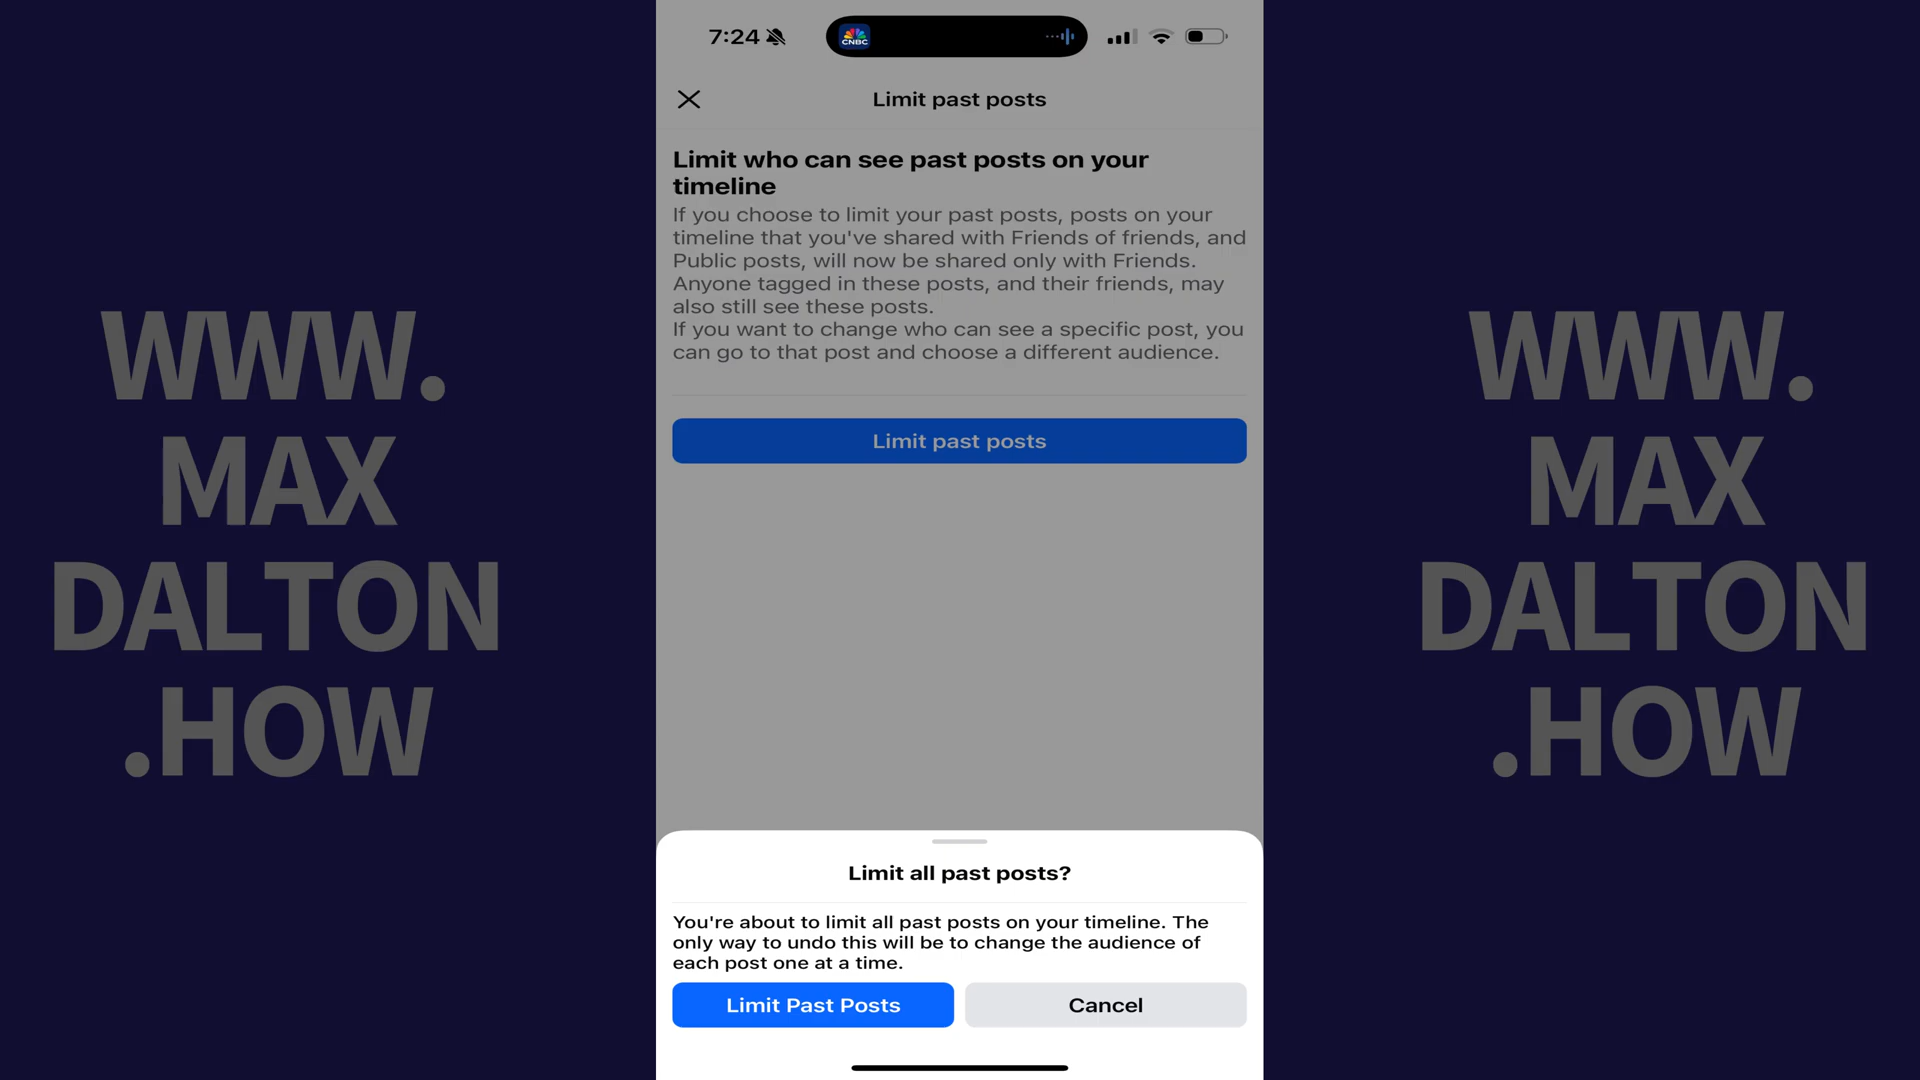 7:24
CNBC
Limit past posts
Limit who can see past posts on your
timeline
If you choose to limit your past posts, posts on your
timeline that you've shared with Friends of friends, and
Public posts, will now be shared only with Friends.
Anyone tagged in these posts, and their friends, may
also still see these posts.
If you want to change who can see a specific post, you
can go to that post and choose a different audience.
Limit past posts
Limit all past posts?
You're about to limit all past posts on your timeline. The
only way to undo this will be to change the audience of
each post one at a time.
Limit Past Posts
Cancel
WWW.
MAX
DALTON
.HOW
WWW.
MAX
DALTON
.HOW